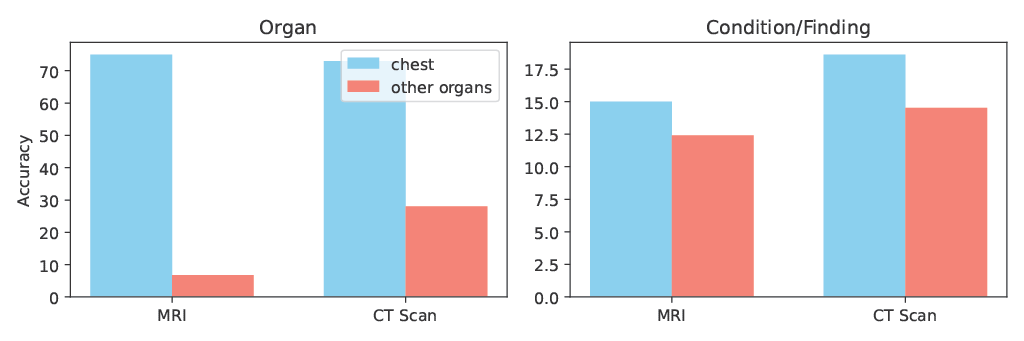 Organ
Accuracy
70
60
50
40
30
20
10
0
chest
other organs
MRI
CT Scan
Condition/Finding
17.5
15.0
12.5
10.0
7.5
5.0
2.5
0.0
MRI
CT Scan